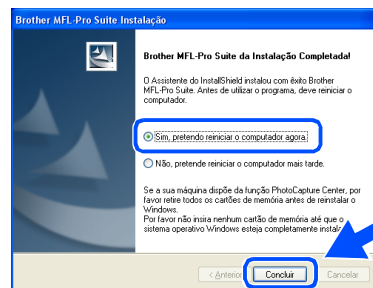 Brother MFL-Pro Suite Instalação
Brother MFL-Pro Suite da Instalação Completada!
O Assistente do InstallShield instalou com êxito Brother
MFL-Pro Suite. Antes de utilizar o programa, deve reiniciar o
computador.
Sim, pretendo reiniciar o computador agora.
Não, pretende reiniciar o computador mais tarde.
Se a sua máquina dispõe da função PhotoCapture Center, por
favor retire todos os cartões de memória antes de reinstalar o
Windows.
Por favor não insira nenhum cartão de memória até que o
sistema operativo Windows esteja completamente
< Anterior
Concluir
Cancelar